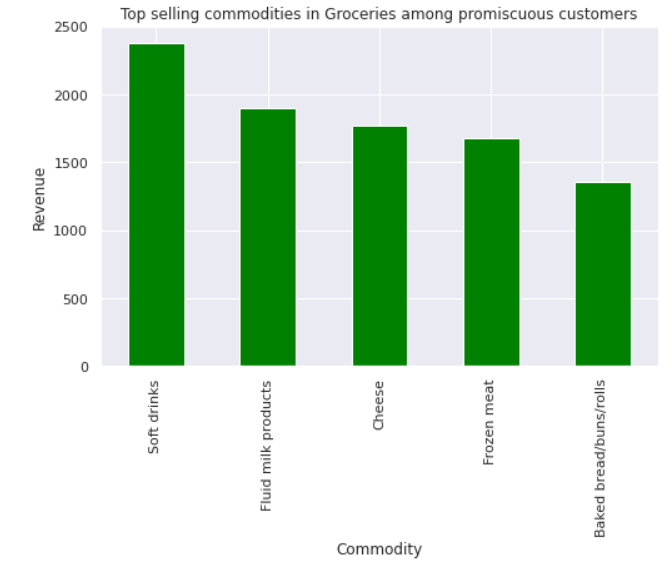 Top selling commodities in Groceries among promiscuous customers
2500
2000
1500
1000
500
0
Revenue
Soft drinks
Fluid milk products
Cheese
Frozen meat
Baked bread/buns/rolls
Commodity